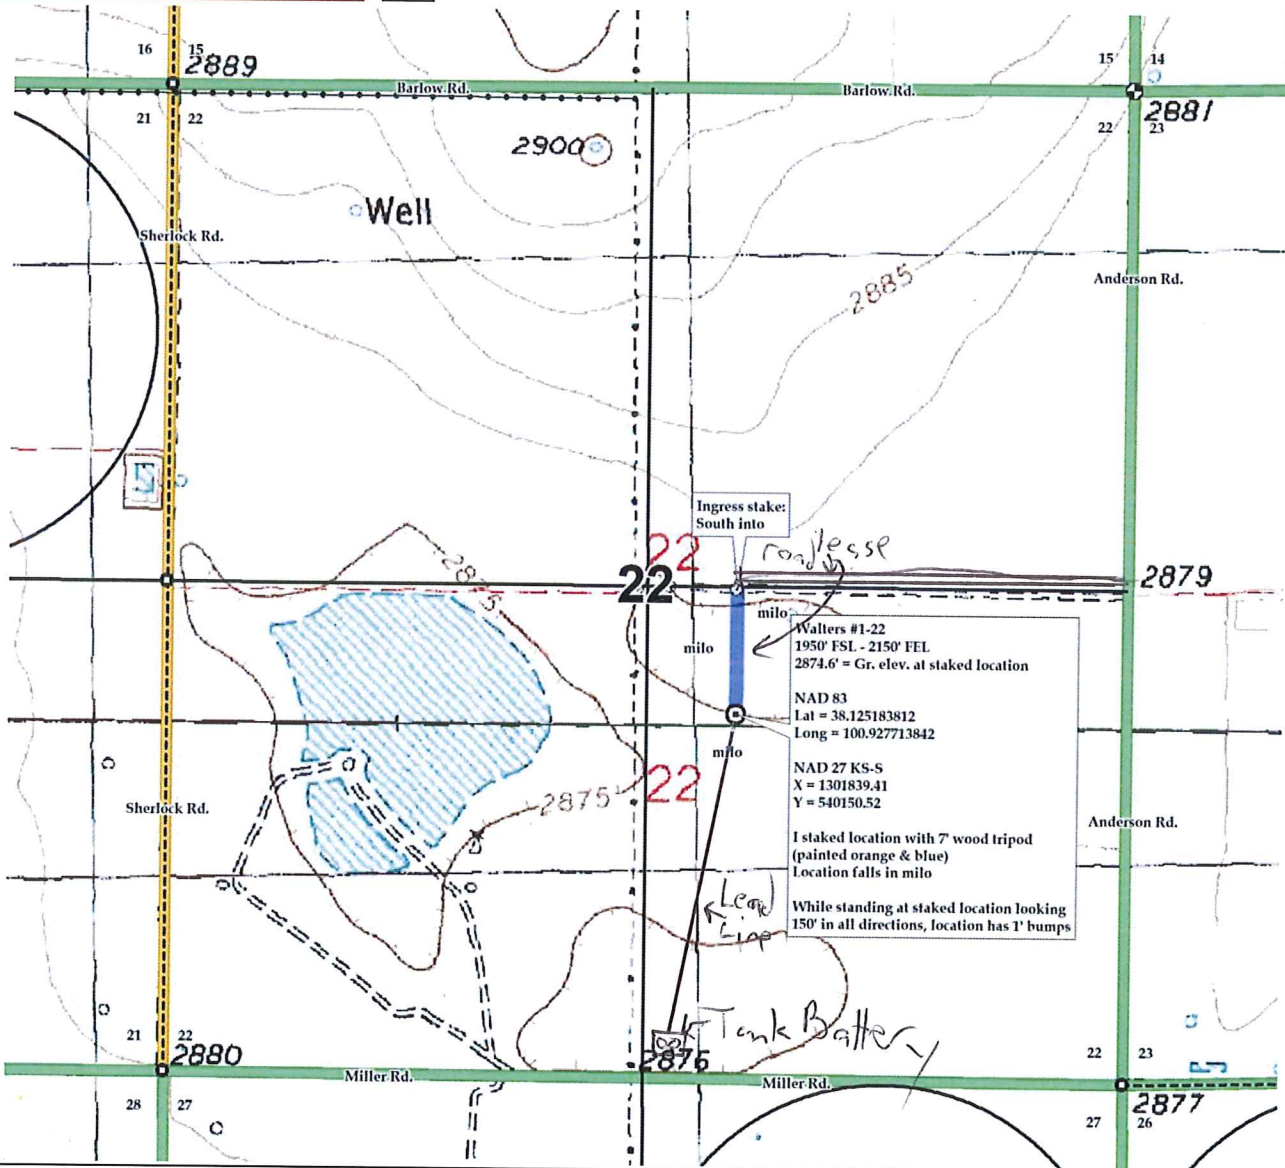 16 15
2889
15 14
Barlow Rd.
Barlow Rd.
21 22
2881
22 23
2900
Well
Sherlock Rd.
Anderson Rd.
2885
Ingress stake:
South into
22
road lease
22
2879
milo
milo
Walters #1-22
1950' FSL - 2150' FEL
2874.6' = Gr. elev. at staked location
NAD 83
Lat = 38.125183812
Long = 100.927713842
milo
NAD 27 KS-S
X = 1301839.41
Y = 540150.52
22
2875
Sherlock Rd.
Anderson Rd.
I staked location with 7' wood tripod
(painted orange & blue)
Location falls in milo
While standing at staked location looking
150' in all directions, location has 1' bumps
Lead
Line
Tank Battery
21 22
2880
2876
22 23
Miller Rd.
Miller Rd.
28 27
2877
27 26